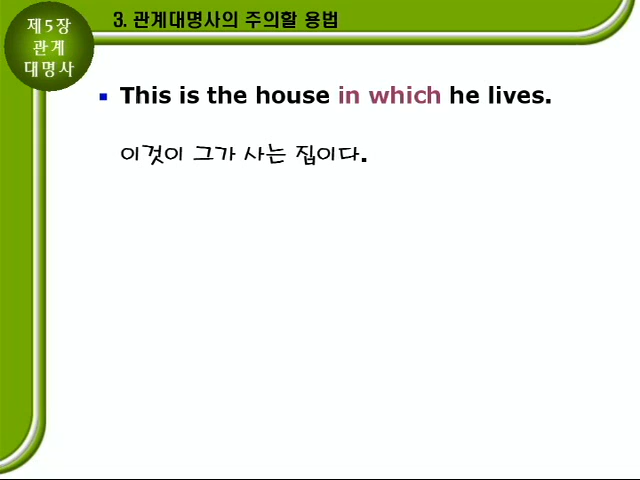 3. 관계대명사의 주의할 용법
제5장
관계
대명사
This is the house in which he lives.
이것이 그가 사는 집이다.